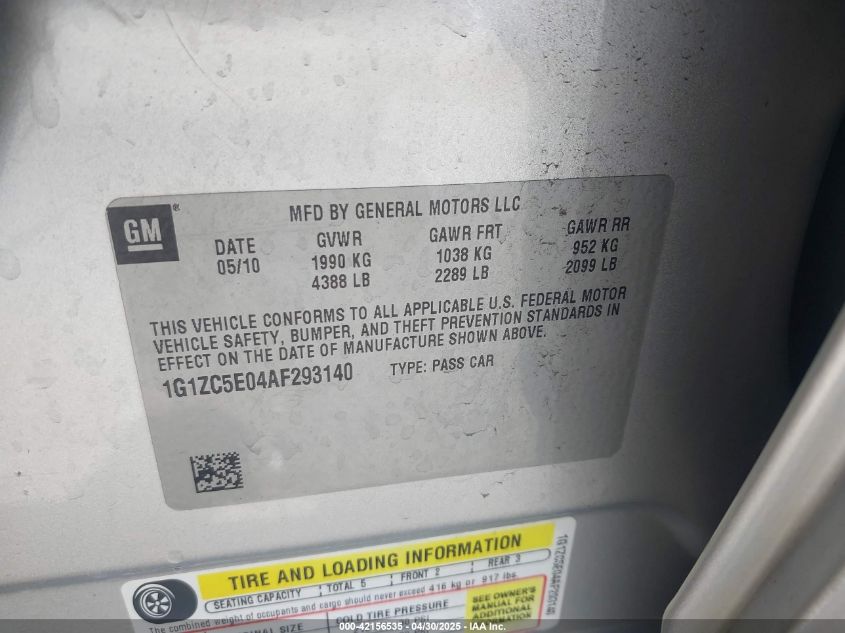 GM ®
MFD BY GENERAL MOTORS LLC
DATE GVWR GAWR FRT GAWR RR
05/10 1990 KG 1038 KG 952 KG
4388 LB 2289 LB 2099 LB
THIS VEHICLE CONFORMS TO ALL APPLICABLE U.S. FEDERAL MOTOR
VEHICLE SAFETY, BUMPER, AND THEFT PREVENTION STANDARDS IN
EFFECT ON THE DATE OF MANUFACTURE SHOWN ABOVE.
1G1ZC5E04AF293140 TYPE: PASS CAR
TIRE AND LOADING INFORMATION
SEATING CAPACITY TOTAL 5 FRONT 2 REAR 3
The combined weight of occupants and cargo should never exceed 416 kg or 917 lbs.
SIZE COLD TIRE PRESSURE
SEE OWNER'S
MANUAL FOR
ADDITIONAL
INFORMATION
1G1ZC5E04AF293140
000-42156535 - 04/30/2025 - IAA Inc.